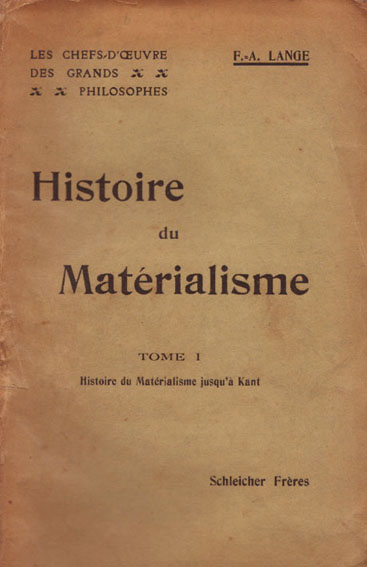 LES CHEFS-D'ŒUVRE
DES GRANDS
PHILOSOPHES
F.-A. LANGE
Histoire
du
Matérialisme
TOME I
Histoire du Matérialisme jusqu'à Kant
Schleicher Frères